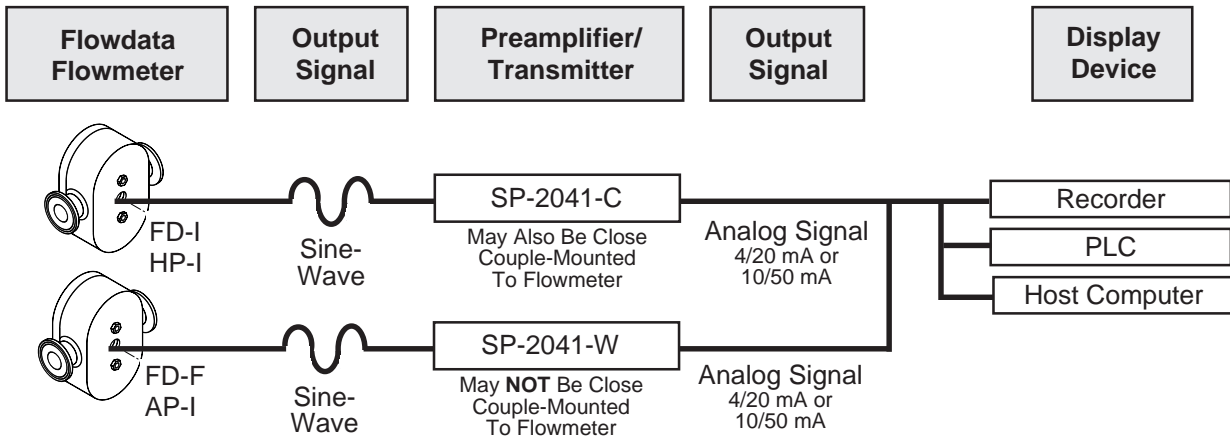 Flowdata
Flowmeter
Output
Signal
Preamplifier/
Transmitter
Output
Signal
Display
Device
FD-I
HP-I
Sine-
Wave
SP-2041-C
May Also Be Close
Couple-Mounted
To Flowmeter
Analog Signal
4/20 mA or
10/50 mA
Recorder
PLC
Host Computer
FD-F
AP-I
Sine-
Wave
SP-2041-W
May NOT Be Close
Couple-Mounted
To Flowmeter
Analog Signal
4/20 mA or
10/50 mA